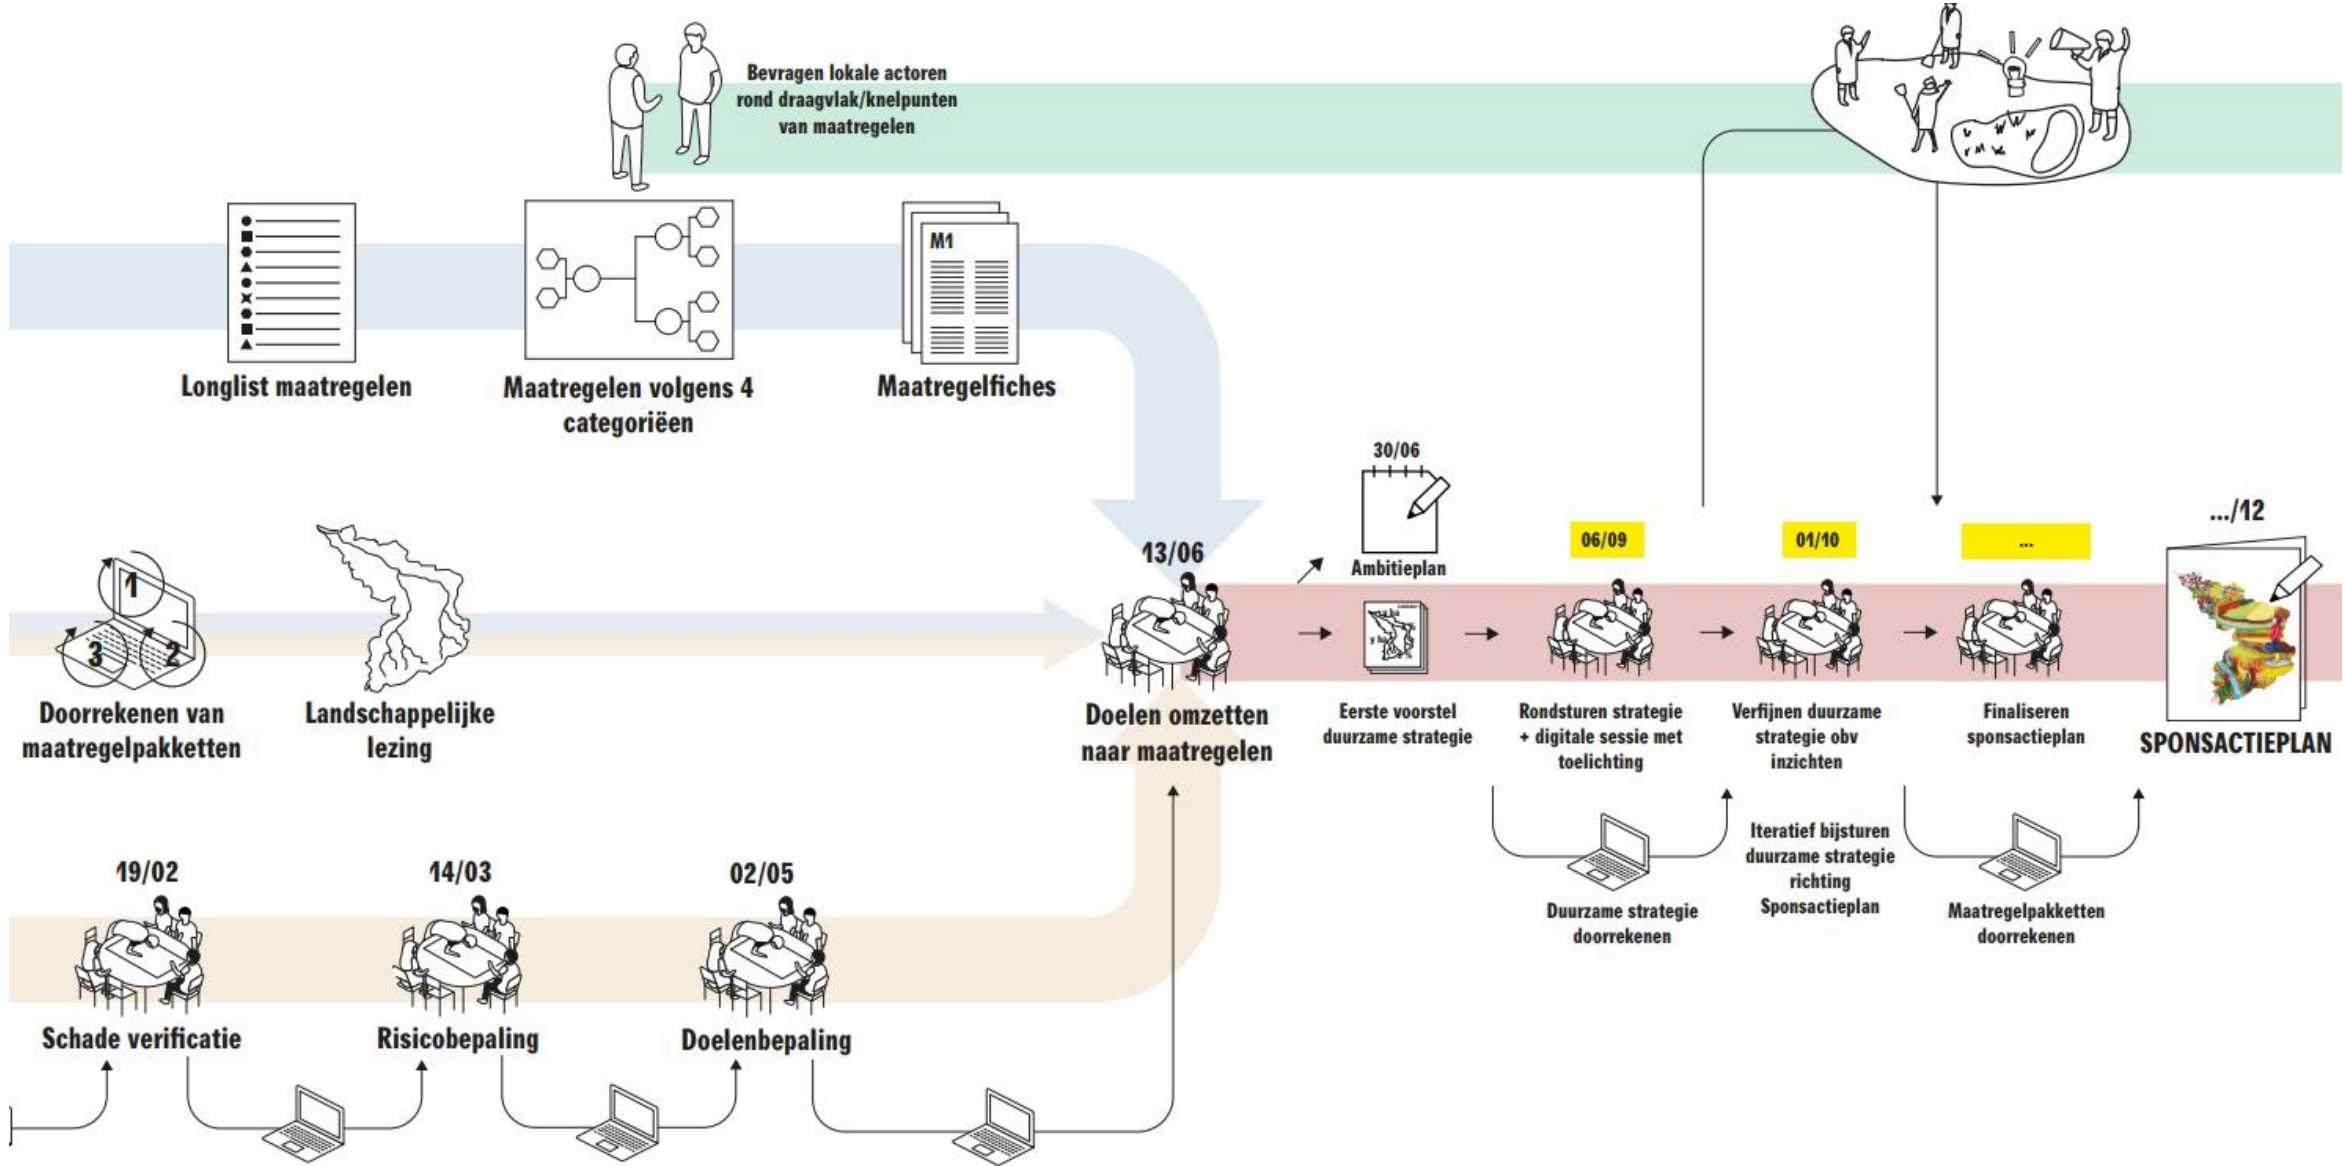 Bevragen lokale actoren
rond draagvlak/knelpunten
van maatregelen
M1
Longlist maatregelen
Maatregelen volgens 4
categorieën
Maatregelfiches
1
3
2
Doorrekenen van
maatregelpakketten
Landschappelijke
lezing
13/06
Doelen omzetten
naar maatregelen
30/06
Ambitieplan
Eerste voorstel
duurzame strategie
06/09
Rondsturen strategie
+ digitale sessie met
toelichting
01/10
Verfijnen duurzame
strategie obv
inzichten
...
Finaliseren
sponsactieplan
.../12
SPONSACTIEPLAN
Duurzame strategie
doorrekenen
Iteratief bijsturen
duurzame strategie
richting
Sponsactieplan
Maatregelpakketten
doorrekenen
19/02
Schade verificatie
14/03
Risicobepaling
02/05
Doelenbepaling